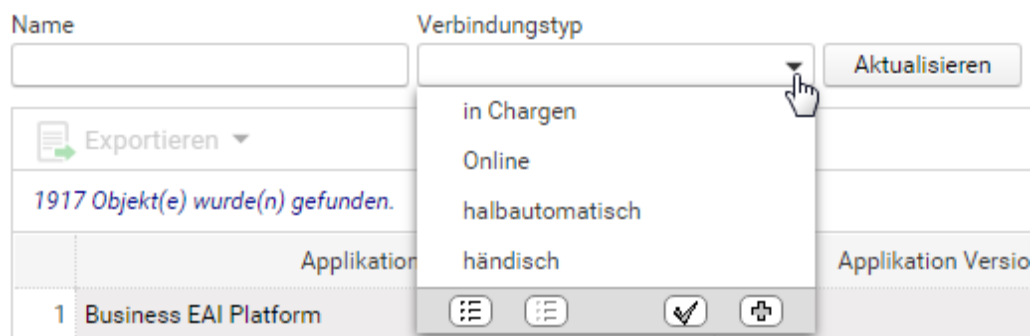 Name
Verbindungstyp
Aktualisieren
in Chargen
Exportieren
Online
1917 Objekt(e) wurde(n) gefunden.
halbautomatisch
Applikation
händisch
Applikation Versio
1 Business EAI Platform